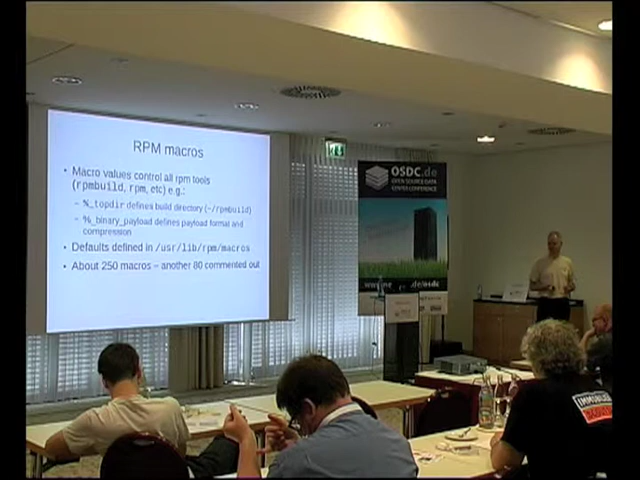 RPM macros
• Macro values control all rpm tools
(rpmbuild, rpm, etc) e.g.:
– %_topdir defines build directory (~/rpmbuild)
– %_binary_payload defines payload format and
compression
• Defaults defined in /usr/lib/rpm/macros
• About 250 macros – another 80 commented out
OSDC.de
OPEN SOURCE DATA
CENTER CONFERENCE